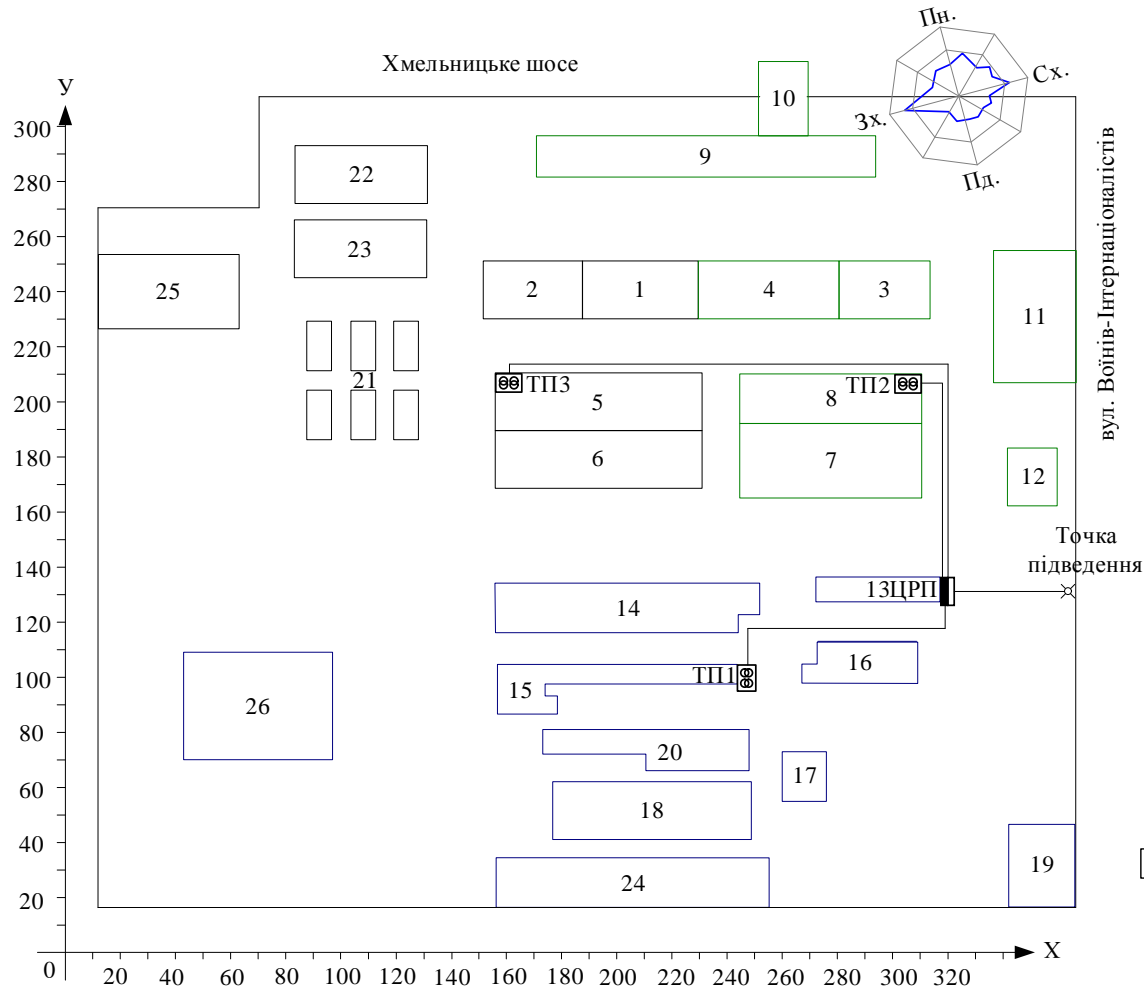 Хмельницьке шосе
Пн.
Сх.
Зх.
Пд.
У
300
280
260
240
220
200
180
160
140
120
100
80
60
40
20
0
20 40 60 80 100 120 140 160 180 200 220 240 260 280 300 320
Х
10
9
22
23
25
2 1 4 3
11
вул. Воїнів-Інтернаціоналістів
21
ТП3
ТП2
5
8
6
7
12
Точка
підведення
13ЦРП
14
16
15
ТП1
26
20
17
18
19
24